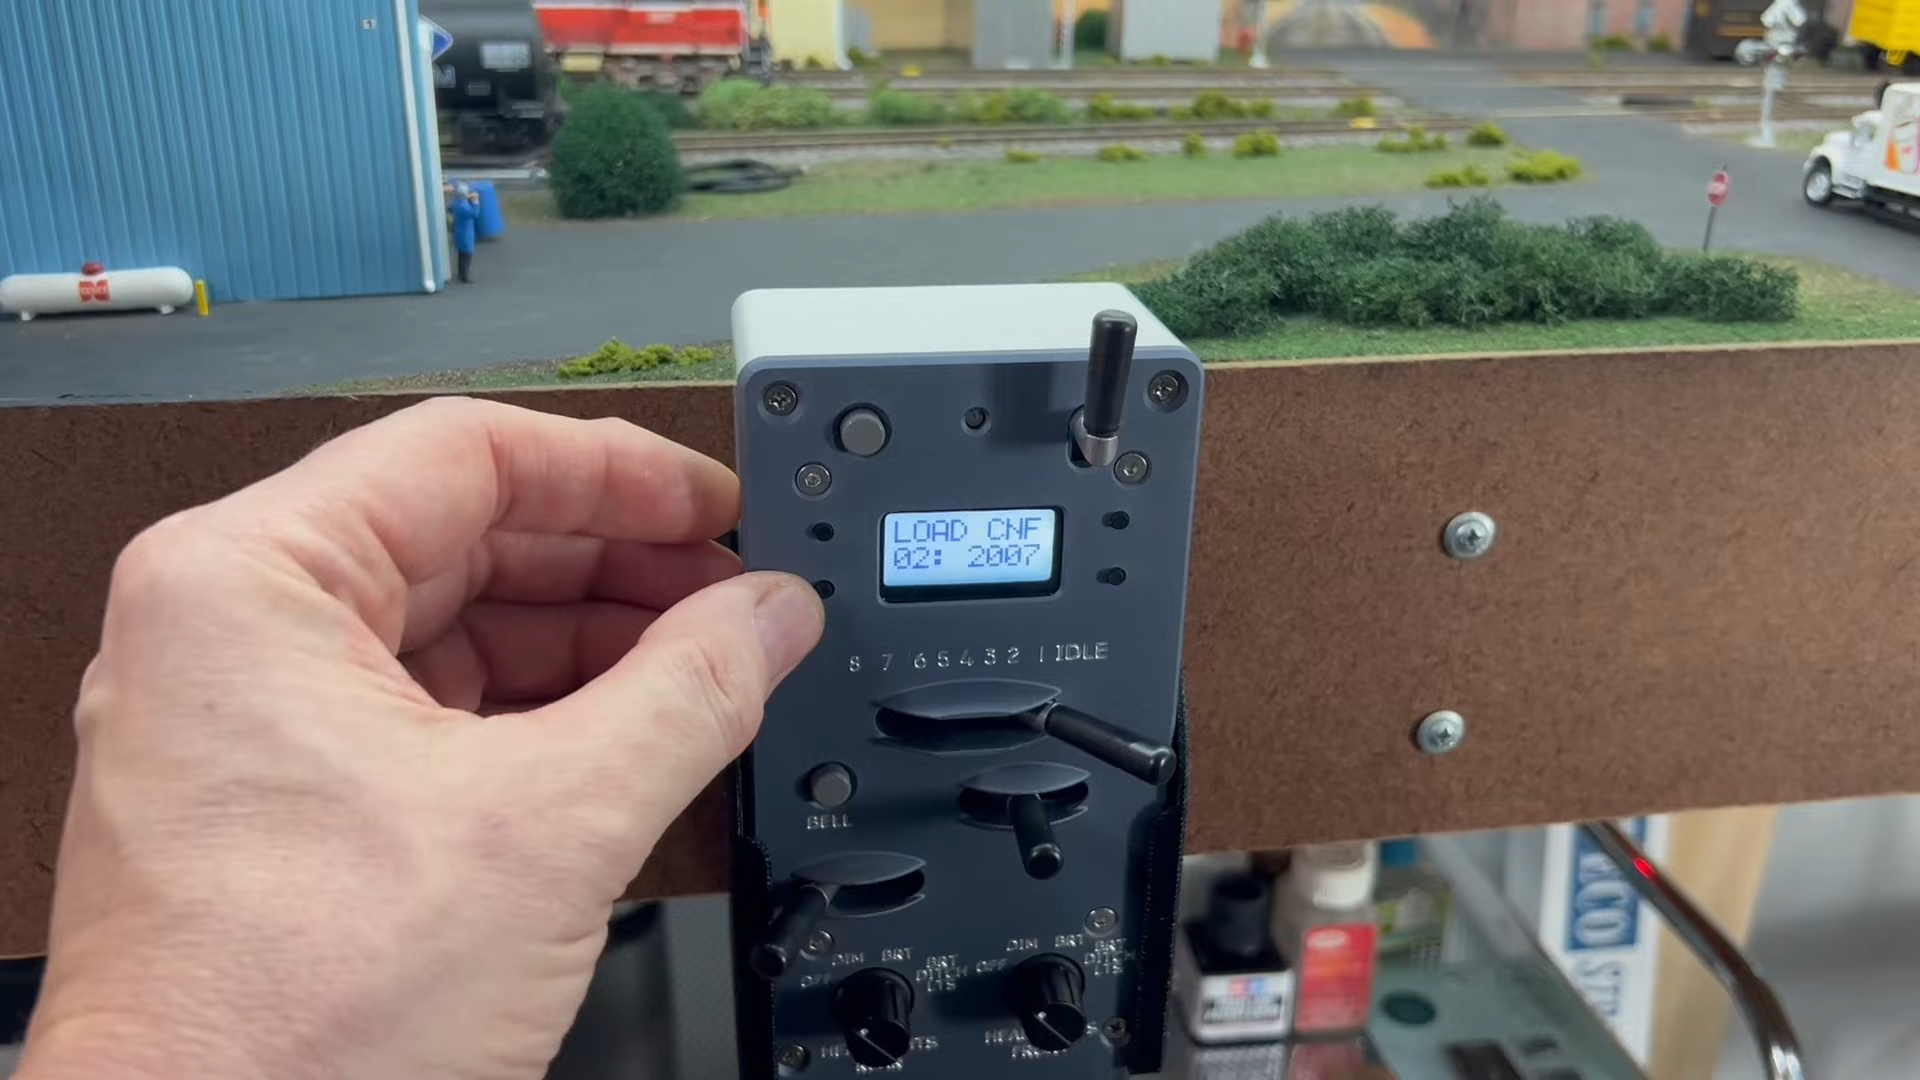 LOAD CNF
02: 2007
8 7 6 5 4 3 2 1 IDLE
BELL
OFF DIM BRT BRT DITCH LTS
OFF DIM BRT BRT DITCH LTS
ECO